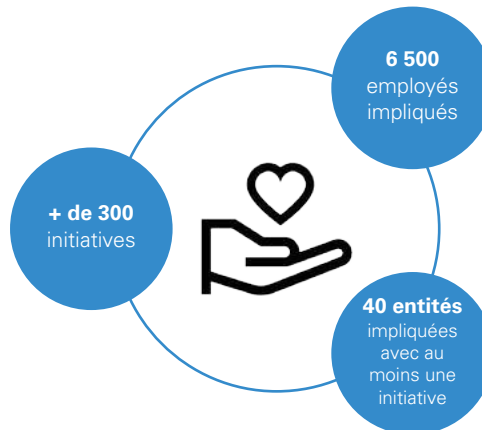 6 500
employés
impliqués
+ de 300
initiatives
40 entités
impliquées
avec au
moins une
initiative